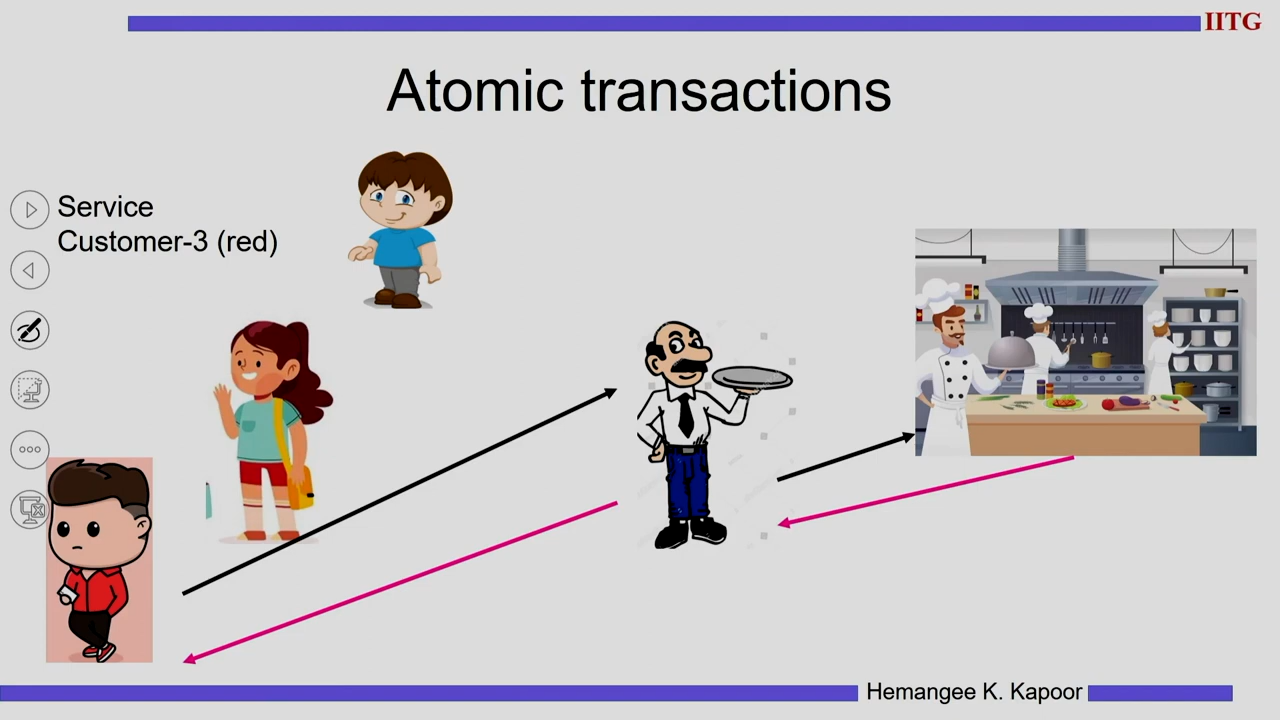 IITG
Atomic transactions
Service
Customer-3 (red)
Hemangee K. Kapoor